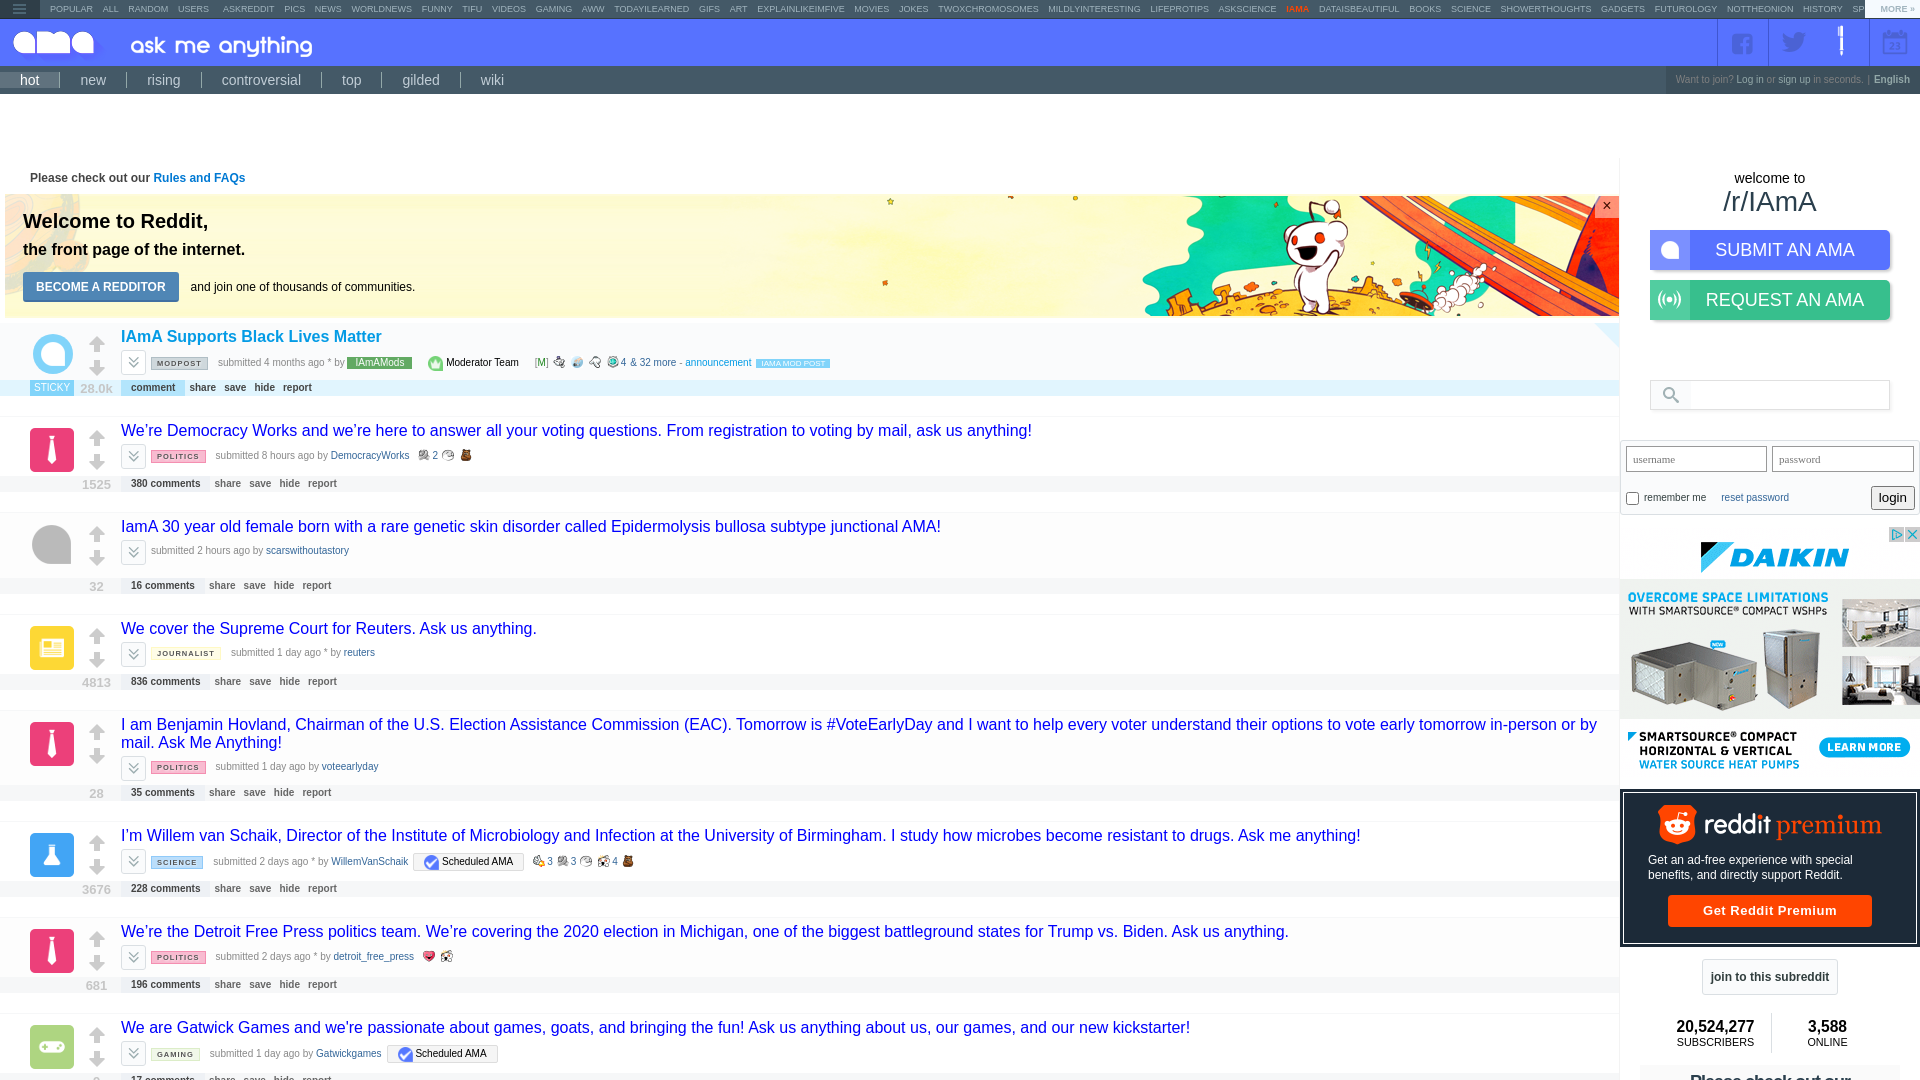 POPULAR ALL RANDOM USERS ASKREDDIT PICS NEWS WORLDNEWS FUNNY TIFU VIDEOS GAMING AWW TODAYILEARNED GIFS ART EXPLAINLIKEIMFIVE MOVIES JOKES TWOXCHROMOSOMES MILDLYINTERESTING LIFEPROTIPS ASKSCIENCE IAMA DATAISBEAUTIFUL BOOKS SCIENCE SHOWERTHOUGHTS GADGETS FUTUROLOGY NOTTHEONION HISTORY SP MORE »
ama ask me anything 23
hot new rising controversial top gilded wiki
Want to join? Log in or sign up in seconds. | English
Please check out our Rules and FAQs
Welcome to Reddit,
the front page of the internet.
BECOME A REDDITOR and join one of thousands of communities.
×
IAmA Supports Black Lives Matter
MODPOST submitted 4 months ago * by IAmAMods Moderator Team [M] 4 & 32 more - announcement IAMA MOD POST
STICKY 28.0k comment share save hide report
We’re Democracy Works and we’re here to answer all your voting questions. From registration to voting by mail, ask us anything!
POLITICS submitted 8 hours ago by DemocracyWorks 2
1525 380 comments share save hide report
IamA 30 year old female born with a rare genetic skin disorder called Epidermolysis bullosa subtype junctional AMA!
submitted 2 hours ago by scarswithoutastory
32 16 comments share save hide report
We cover the Supreme Court for Reuters. Ask us anything.
JOURNALIST submitted 1 day ago * by reuters
4813 836 comments share save hide report
I am Benjamin Hovland, Chairman of the U.S. Election Assistance Commission (EAC). Tomorrow is #VoteEarlyDay and I want to help every voter understand their options to vote early tomorrow in-person or by
mail. Ask Me Anything!
POLITICS submitted 1 day ago by voteearlyday
28 35 comments share save hide report
I’m Willem van Schaik, Director of the Institute of Microbiology and Infection at the University of Birmingham. I study how microbes become resistant to drugs. Ask me anything!
SCIENCE submitted 2 days ago * by WillemVanSchaik Scheduled AMA 3 3 4
3676 228 comments share save hide report
We’re the Detroit Free Press politics team. We’re covering the 2020 election in Michigan, one of the biggest battleground states for Trump vs. Biden. Ask us anything.
POLITICS submitted 2 days ago * by detroit_free_press
681 196 comments share save hide report
We are Gatwick Games and we're passionate about games, goats, and bringing the fun! Ask us anything about us, our games, and our new kickstarter!
GAMING submitted 1 day ago by Gatwickgames Scheduled AMA
17 comments share save hide report
welcome to
/r/IAmA
SUBMIT AN AMA
REQUEST AN AMA
username password
remember me reset password login
DAIKIN
OVERCOME SPACE LIMITATIONS
WITH SMARTSOURCE® COMPACT WSHPs
NEW
SMARTSOURCE® COMPACT
HORIZONTAL & VERTICAL
WATER SOURCE HEAT PUMPS
LEARN MORE
reddit premium
Get an ad-free experience with special
benefits, and directly support Reddit.
Get Reddit Premium
join to this subreddit
20,524,277 3,588
SUBSCRIBERS ONLINE
Please check out our